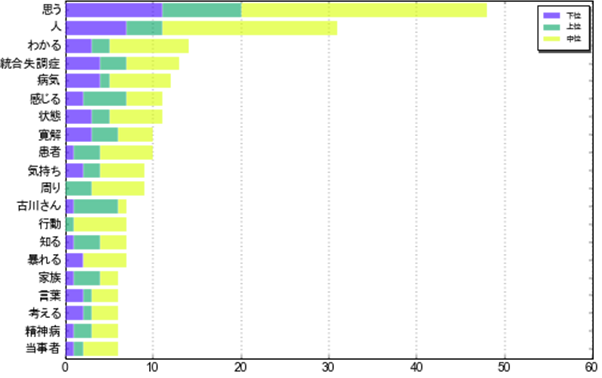 思う
人
わかる
統合失調症
病気
感じる
状態
寛解
患者
気持ち
周り
古川さん
行動
知る
暴れる
家族
言葉
考える
精神病
当事者
0 10 20 30 40 50 60
下位
上位
中位